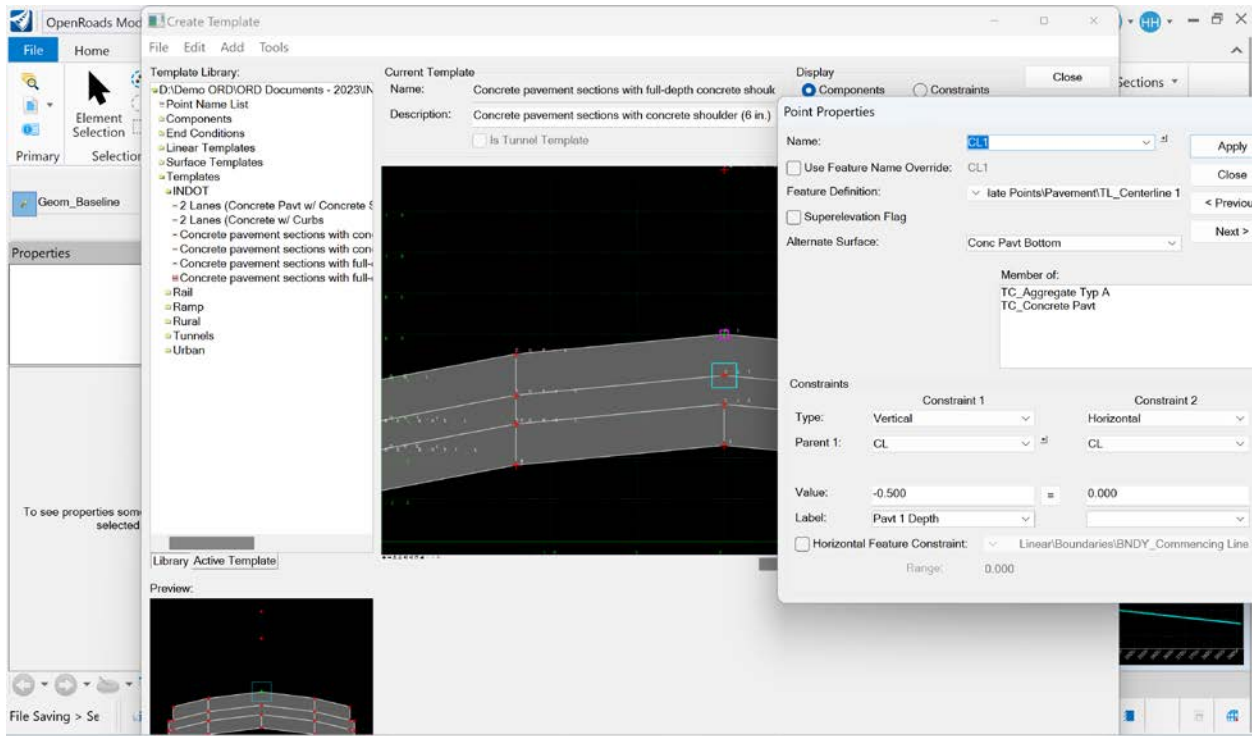 OpenRoads Mod
HH
File
Home
Element
Selection
Primary
Selection
Geom_Baseline
Properties
To see properties some
selected
File Saving > Se
Create Template
File Edit Add Tools
Template Library:
D:\Demo ORD\ORD Documents - 2023\IN
Point Name List
Components
End Conditions
Linear Templates
Surface Templates
Templates
INDOT
2 Lanes (Concrete Pavt w/ Concrete S
2 Lanes (Concrete w/ Curbs
Concrete pavement sections with con
Concrete pavement sections with con
Concrete pavement sections with full-
Concrete pavement sections with full-
Rail
Ramp
Rural
Tunnels
Urban
Library Active Template
Preview:
Current Template
Name: Concrete pavement sections with full-depth concrete shoulk
Description: Concrete pavement sections with concrete shoulder (6 in.)
Is Tunnel Template
Display
Components Constraints
Close
Sections
Point Properties
Name: CL1
Apply
Use Feature Name Override: CL1
Close
Feature Definition: late Points\Pavement\TL_Centerline 1
< Previou
Superelevation Flag
Next >
Alternate Surface: Conc Pavt Bottom
Member of:
TC_Aggregate Typ A
TC_Concrete Pavt
Constraints
Constraint 1 Constraint 2
Type: Vertical Horizontal
Parent 1: CL CL
Value: -0.500 = 0.000
Label: Pavt 1 Depth
Horizontal Feature Constraint: Linear\Boundaries\BNDY_Commencing Line
Range: 0.000